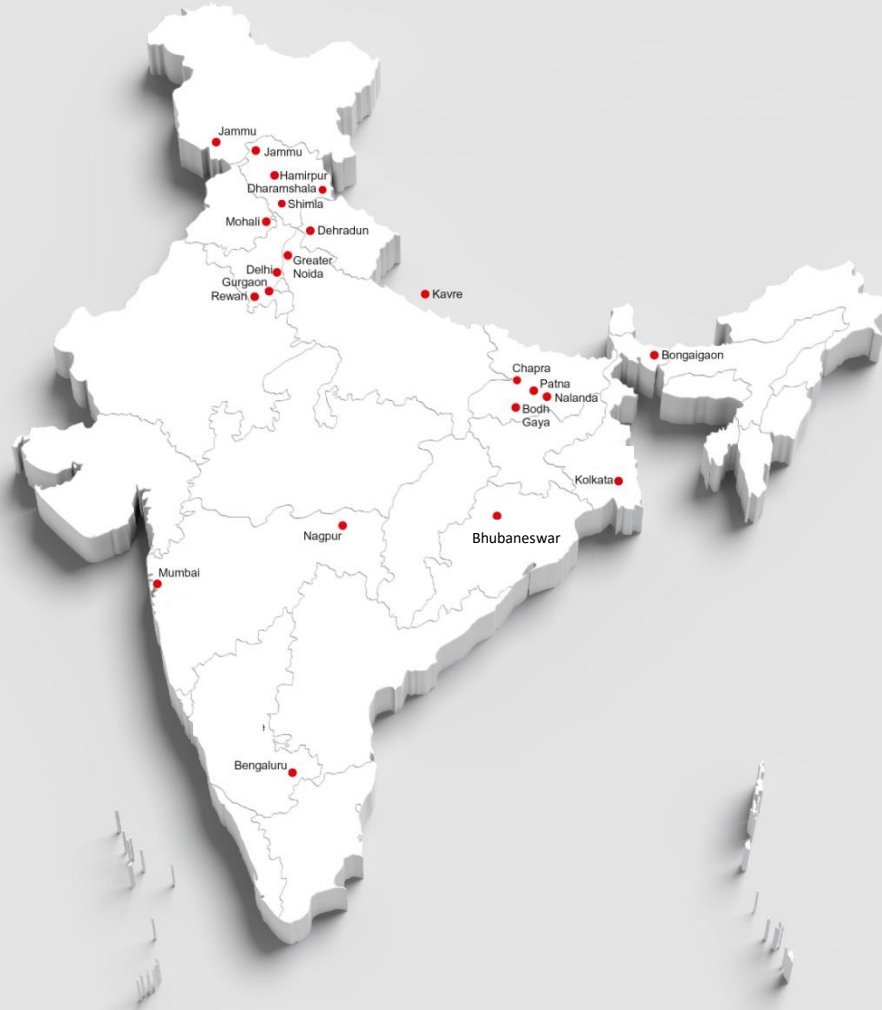 Jammu
Jammu
Hamirpur
Dharamshala
Shimla
Mohali
Dehradun
Greater
Noida
Delhi
Gurgaon
Rewari
Kavre
Bongaigaon
Chapra
Patna
Nalanda
Bodh
Gaya
Kolkata
Nagpur
Bhubaneswar
Mumbai
Bengaluru